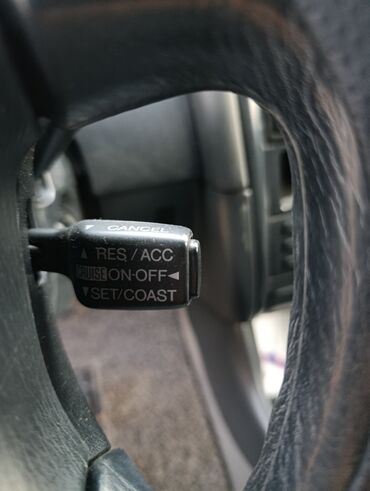 ▼ CANCEL
▲ RES/ACC
CRUISE ON-OFF ◄
▼ SET/COAST